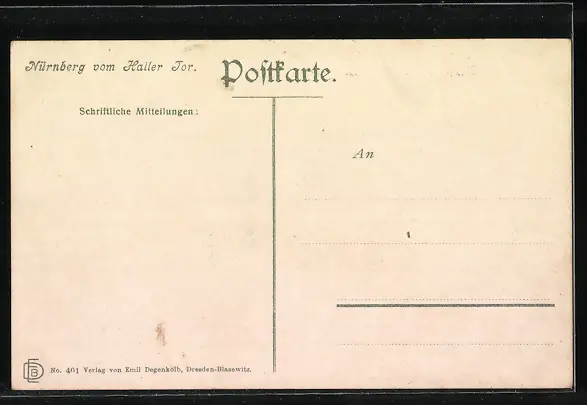 Nürnberg vom Haller Tor.
Postkarte.
Schriftliche Mitteilungen:
An
No. 461 Verlag von Emil Degenkolb, Dresden-Blasewitz.